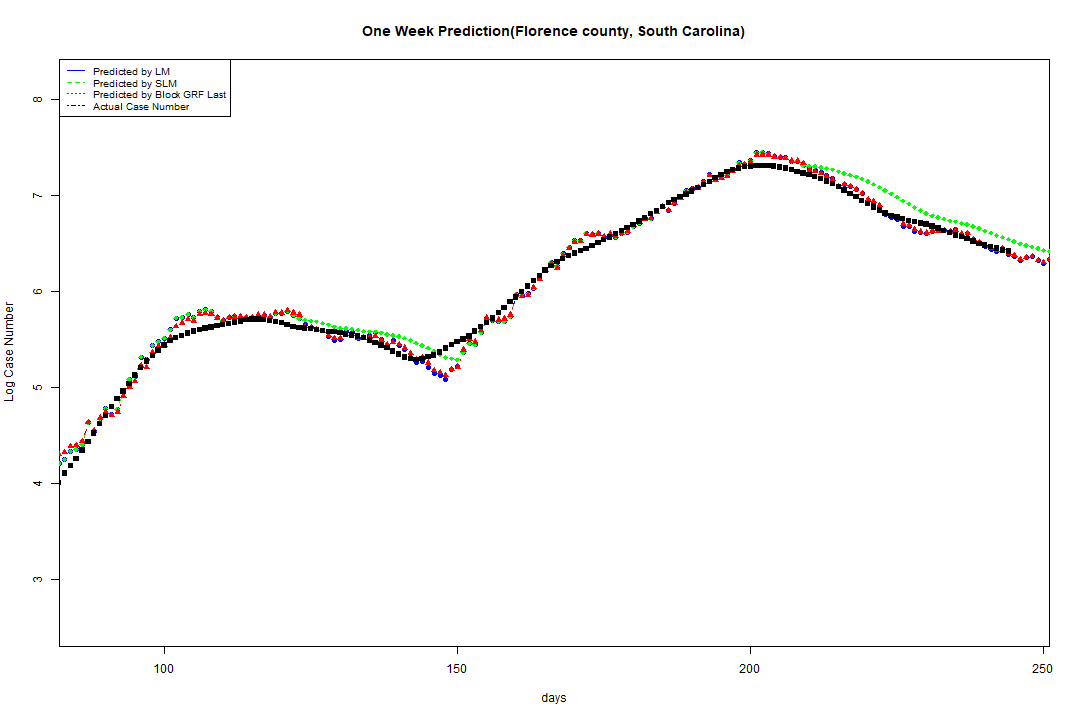 One Week Prediction(Florence county, South Carolina)
Predicted by LM
Predicted by SLM
Predicted by Block GRF Last
Actual Case Number
8
7
6
5
4
3
Log Case Number
100 150 200 250
days